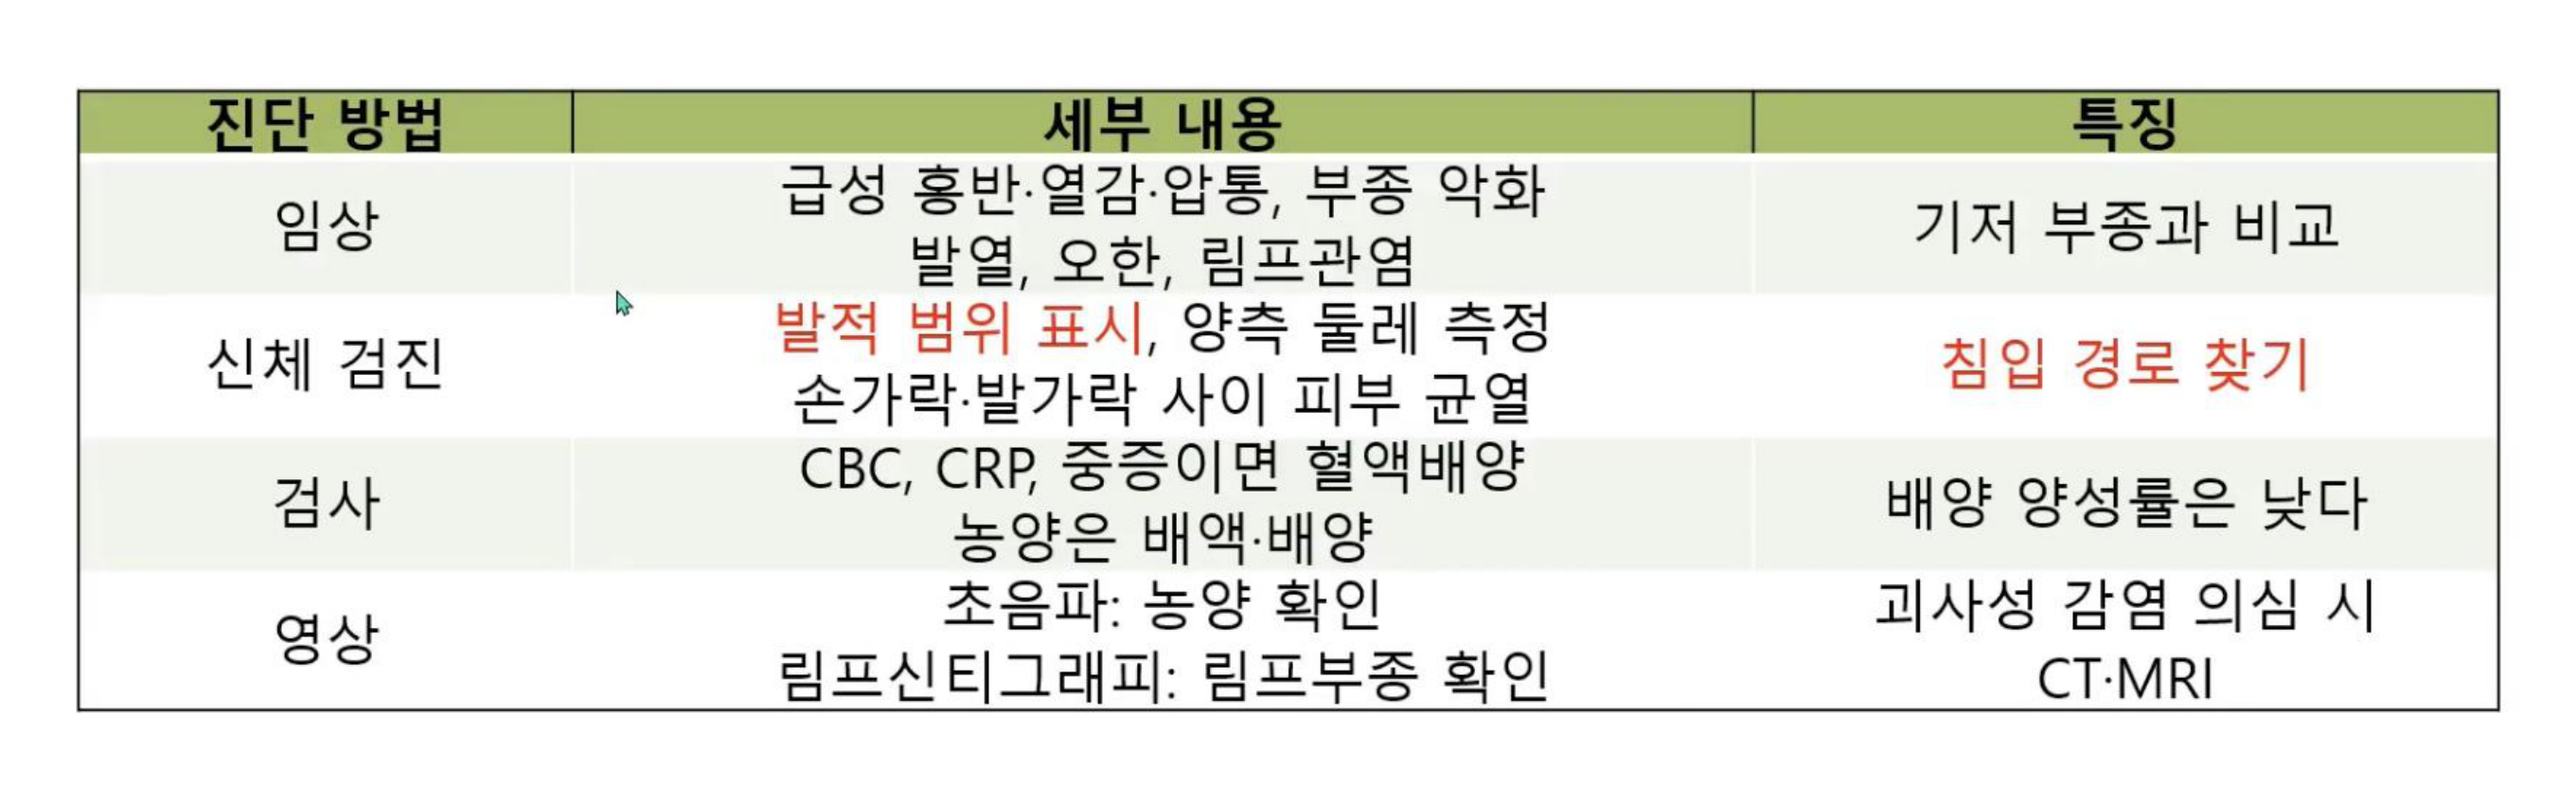 진단 방법 세부 내용 특징
임상
급성 홍반·열감·압통, 부종 악화
발열, 오한, 림프관염
기저 부종과 비교
신체 검진
발적 범위 표시, 양측 둘레 측정
손가락·발가락 사이 피부 균열
침입 경로 찾기
검사
CBC, CRP, 중증이면 혈액배양
농양은 배액·배양
배양 양성률은 낮다
영상
초음파: 농양 확인
림프신티그래피: 림프부종 확인
괴사성 감염 의심 시
CT·MRI